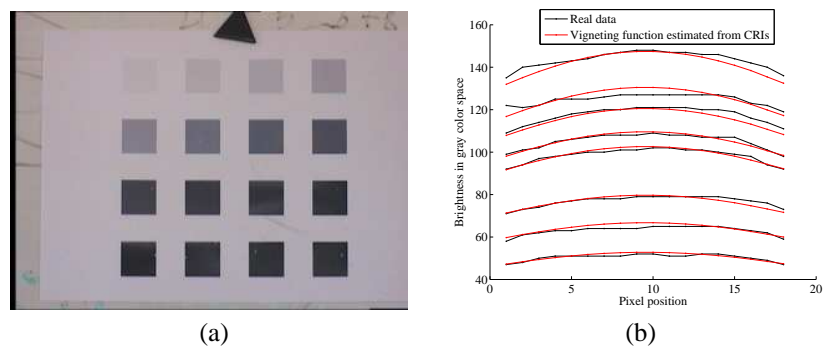 Real data
Vigneting function estimated from CRIs
160
140
120
100
80
60
40
Brightness in gray color space
0
5
10
15
20
Pixel position
(a)
(b)